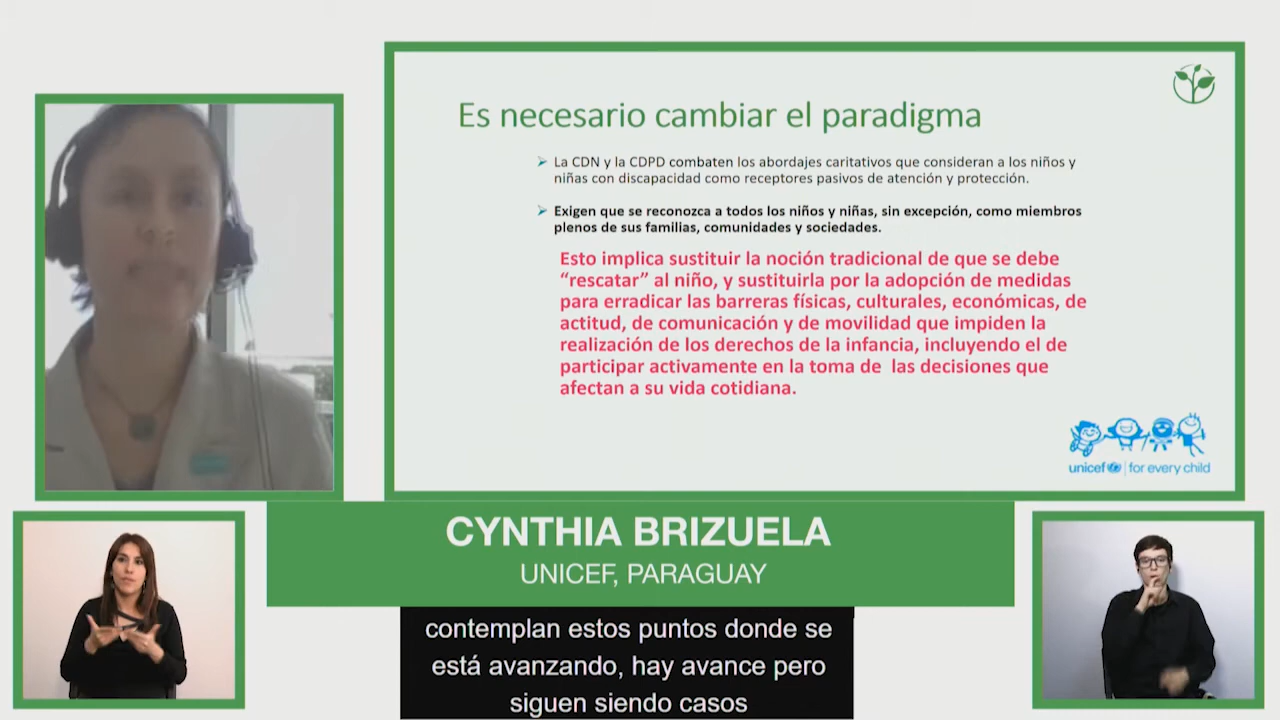 Es necesario cambiar el paradigma
➢ La CDN y la CDPD combaten los abordajes caritativos que consideran a los niños y
niñas con discapacidad como receptores pasivos de atención y protección.
➢ Exigen que se reconozca a todos los niños y niñas, sin excepción, como miembros
plenos de sus familias, comunidades y sociedades.
Esto implica sustituir la noción tradicional de que se debe
“rescatar” al niño, y sustituirla por la adopción de medidas
para erradicar las barreras físicas, culturales, económicas, de
actitud, de comunicación y de movilidad que impiden la
realización de los derechos de la infancia, incluyendo el de
participar activamente en la toma de las decisiones que
afectan a su vida cotidiana.
unicef | for every child
CYNTHIA BRIZUELA
UNICEF, PARAGUAY
contemplan estos puntos donde se
está avanzando, hay avance pero
siguen siendo casos